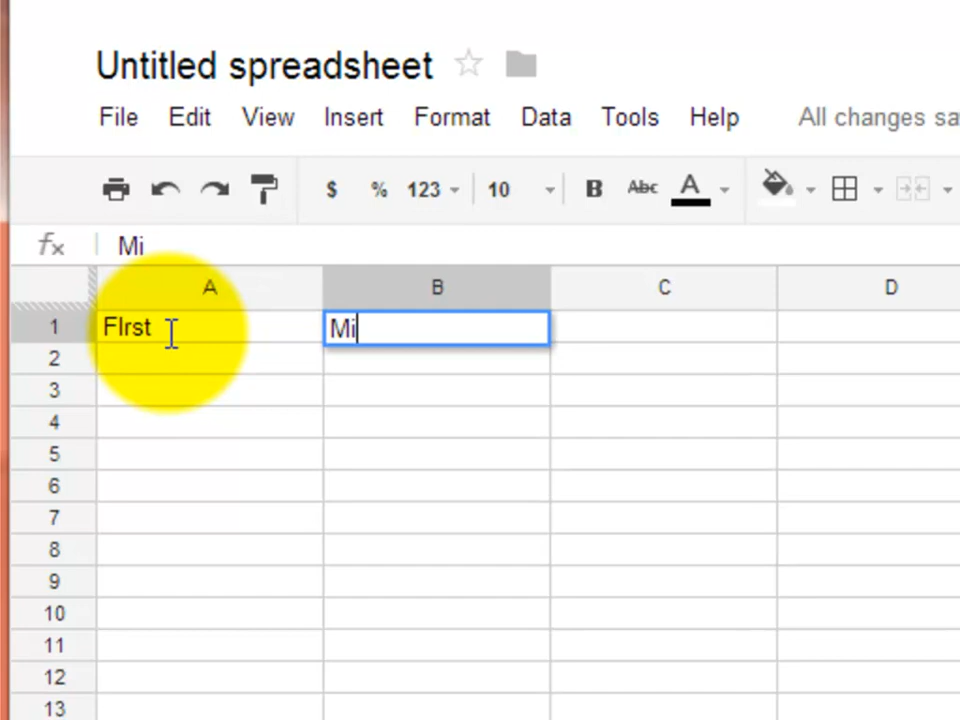 Untitled spreadsheet
File Edit View Insert Format Data Tools Help All changes sa
$ % 123 10 B Abc A
fx Mi
A B C D
1 FIrst Mi
2
3
4
5
6
7
8
9
10
11
12
13